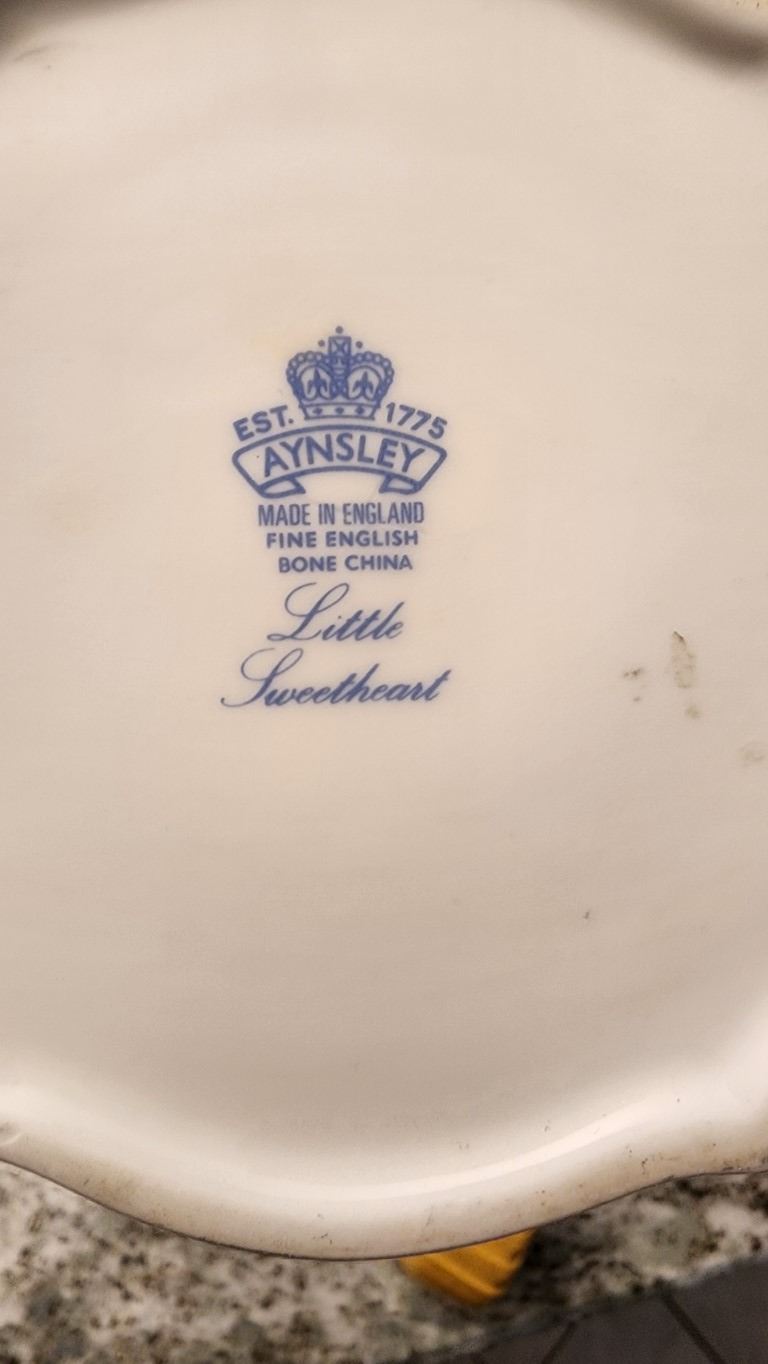 EST. 1775
AYNSLEY
MADE IN ENGLAND
FINE ENGLISH
BONE CHINA
Little
Sweetheart